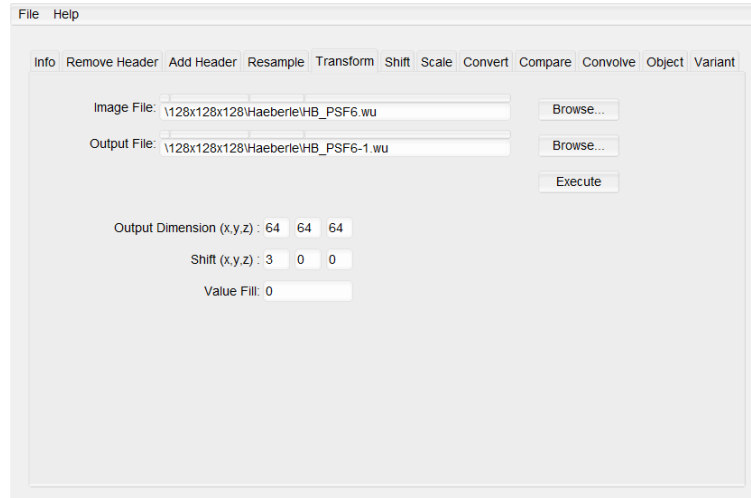 File Help
Info Remove Header Add Header Resample Transform Shift Scale Convert Compare Convolve Object Variant
Image File: \128x128x128\Haeberle\HB_PSF6.wu Browse...
Output File: \128x128x128\Haeberle\HB_PSF6-1.wu Browse...
Execute
Output Dimension (x,y,z) : 64 64 64
Shift (x,y,z) : 3 0 0
Value Fill: 0